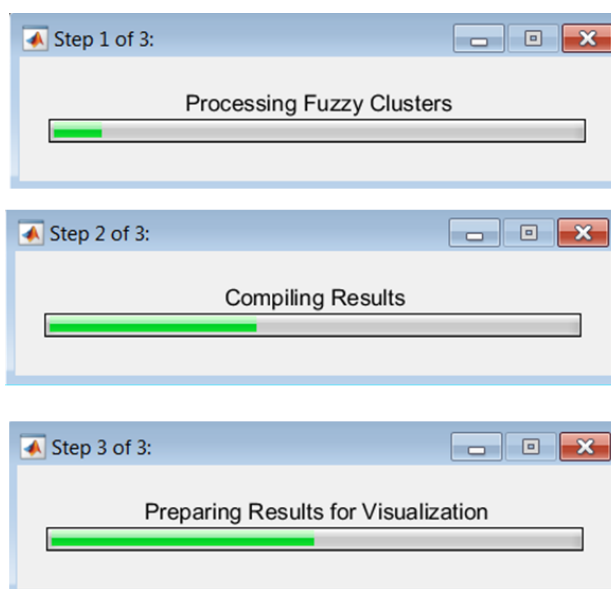 Step 1 of 3:
Processing Fuzzy Clusters
Step 2 of 3:
Compiling Results
Step 3 of 3:
Preparing Results for Visualization